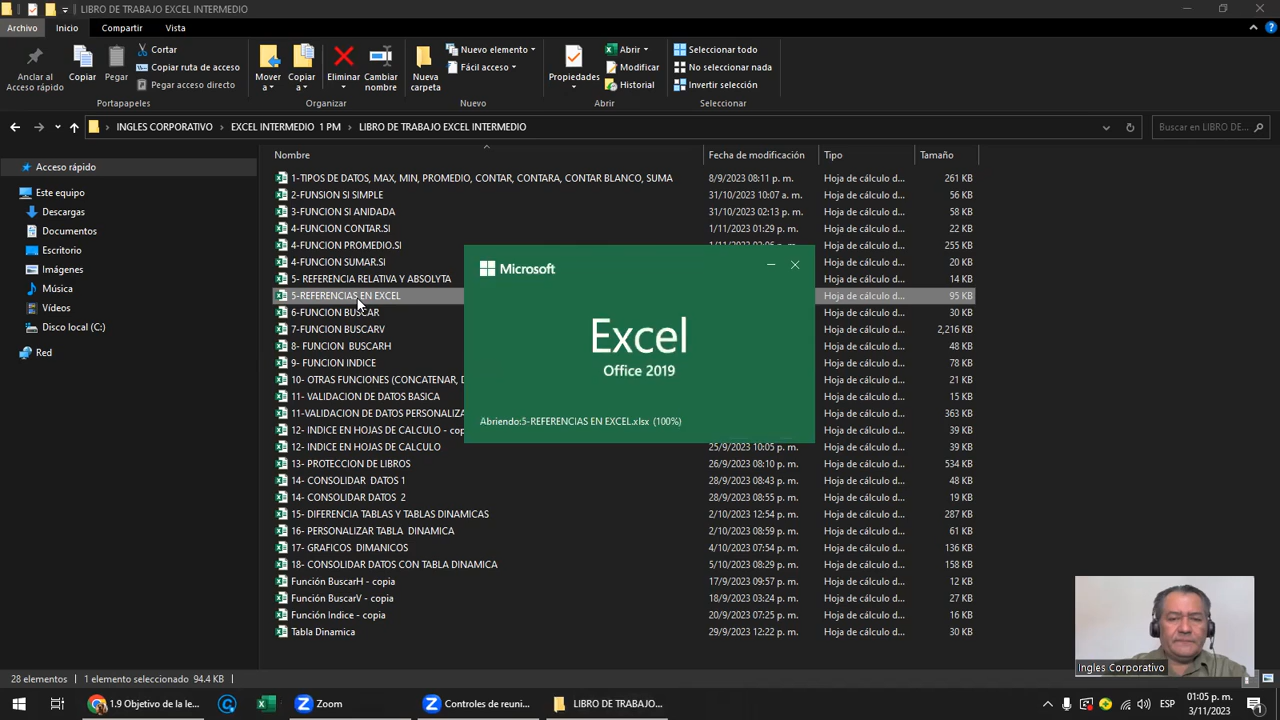 LIBRO DE TRABAJO EXCEL INTERMEDIO
Archivo Inicio Compartir Vista
Anclar al Acceso rápido
Copiar
Pegar
Cortar
Copiar ruta de acceso
Pegar acceso directo
Portapapeles
Mover a
Copiar a
Eliminar
Cambiar nombre
Organizar
Nueva carpeta
Nuevo elemento
Fácil acceso
Nuevo
Propiedades
Abrir
Modificar
Historial
Abrir
Seleccionar todo
No seleccionar nada
Invertir selección
Seleccionar
INGLES CORPORATIVO > EXCEL INTERMEDIO 1 PM > LIBRO DE TRABAJO EXCEL INTERMEDIO
Buscar en LIBRO DE...
Acceso rápido
Este equipo
Descargas
Documentos
Escritorio
Imágenes
Música
Vídeos
Disco local (C:)
Red
Nombre Fecha de modificación Tipo Tamaño
1-TIPOS DE DATOS, MAX, MIN, PROMEDIO, CONTAR, CONTARA, CONTAR BLANCO, SUMA 8/9/2023 08:11 p. m. Hoja de cálculo d... 261 KB
2-FUNSION SI SIMPLE 31/10/2023 10:07 a. m. Hoja de cálculo d... 56 KB
3-FUNCION SI ANIDADA 31/10/2023 02:13 p. m. Hoja de cálculo d... 58 KB
4-FUNCION CONTAR.SI 1/11/2023 01:29 p. m. Hoja de cálculo d... 22 KB
4-FUNCION PROMEDIO.SI Hoja de cálculo d... 255 KB
4-FUNCION SUMAR.SI Hoja de cálculo d... 20 KB
5- REFERENCIA RELATIVA Y ABSOLYTA Hoja de cálculo d... 14 KB
5-REFERENCIAS EN EXCEL Hoja de cálculo d... 95 KB
6-FUNCION BUSCAR Hoja de cálculo d... 30 KB
7-FUNCION BUSCARV Hoja de cálculo d... 2,216 KB
8- FUNCION BUSCARH Hoja de cálculo d... 48 KB
9- FUNCION INDICE Hoja de cálculo d... 78 KB
10- OTRAS FUNCIONES (CONCATENAR, D Hoja de cálculo d... 21 KB
11- VALIDACION DE DATOS BASICA Hoja de cálculo d... 15 KB
11-VALIDACION DE DATOS PERSONALIZA Hoja de cálculo d... 363 KB
12- INDICE EN HOJAS DE CALCULO - cop Hoja de cálculo d... 39 KB
12- INDICE EN HOJAS DE CALCULO 25/9/2023 10:05 p. m. Hoja de cálculo d... 39 KB
13- PROTECCION DE LIBROS 26/9/2023 08:10 p. m. Hoja de cálculo d... 534 KB
14- CONSOLIDAR DATOS 1 28/9/2023 08:43 p. m. Hoja de cálculo d... 48 KB
14- CONSOLIDAR DATOS 2 28/9/2023 08:55 p. m. Hoja de cálculo d... 19 KB
15- DIFERENCIA TABLAS Y TABLAS DINAMICAS 2/10/2023 12:54 p. m. Hoja de cálculo d... 287 KB
16- PERSONALIZAR TABLA DINAMICA 2/10/2023 08:59 p. m. Hoja de cálculo d... 61 KB
17- GRAFICOS DIMANICOS 4/10/2023 07:54 p. m. Hoja de cálculo d... 136 KB
18- CONSOLIDAR DATOS CON TABLA DINAMICA 5/10/2023 08:29 p. m. Hoja de cálculo d... 158 KB
Función BuscarH - copia 17/9/2023 09:57 p. m. Hoja de cálculo d... 12 KB
Función BuscarV - copia 18/9/2023 03:24 p. m. Hoja de cálculo d... 27 KB
Función Indice - copia 20/9/2023 07:25 p. m. Hoja de cálculo d... 16 KB
Tabla Dinamica 29/9/2023 12:22 p. m. Hoja de cálculo d... 30 KB
Microsoft
Excel
Office 2019
Abriendo:5-REFERENCIAS EN EXCEL.xlsx (100%)
Ingles Corporativo
28 elementos 1 elemento seleccionado 94.4 KB
1.9 Objetivo de la le...
Zoom
Controles de reuni...
LIBRO DE TRABAJO...
ESP
01:05 p. m.
3/11/2023